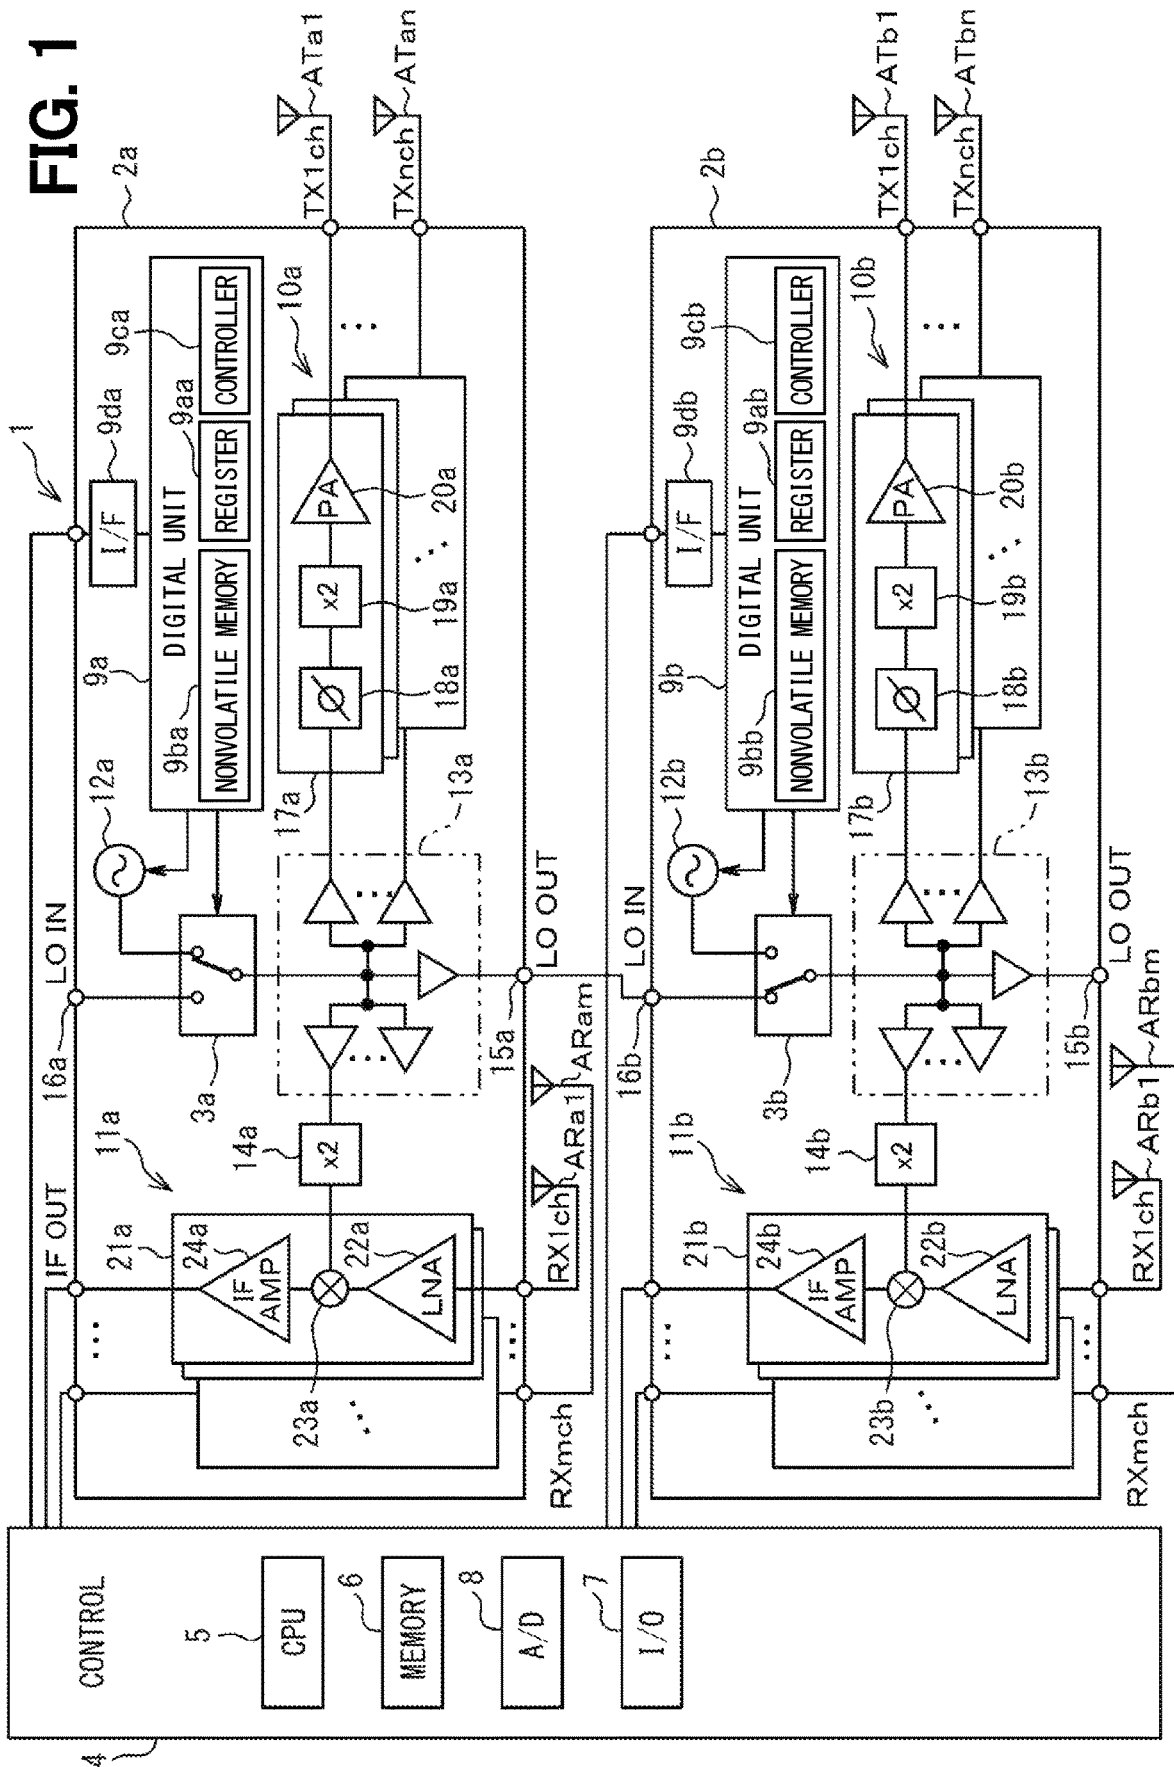 FIG. 1
1
2a
LO IN
IF OUT
16a
12a
9a
9da
I/F
DIGITAL UNIT
9ba
9aa
9ca
NONVOLATILE MEMORY
REGISTER
CONTROLLER
3a
11a
14a
x2
21a
24a
IF AMP
22a
LNA
23a
17a
10a
18a
x2
19a
PA
20a
13a
TX1ch
ATa1
TXnch
ATan
15a
LO OUT
RX1ch
ARa1
ARam
RXmch
2b
LO IN
16b
12b
9b
9db
I/F
DIGITAL UNIT
9bb
9ab
9cb
NONVOLATILE MEMORY
REGISTER
CONTROLLER
3b
11b
14b
x2
21b
24b
IF AMP
22b
LNA
23b
17b
10b
18b
x2
19b
PA
20b
13b
TX1ch
ATb1
TXnch
ATbn
15b
LO OUT
RX1ch
ARb1
ARbm
RXmch
4
CONTROL
5
CPU
6
MEMORY
8
A/D
7
I/O